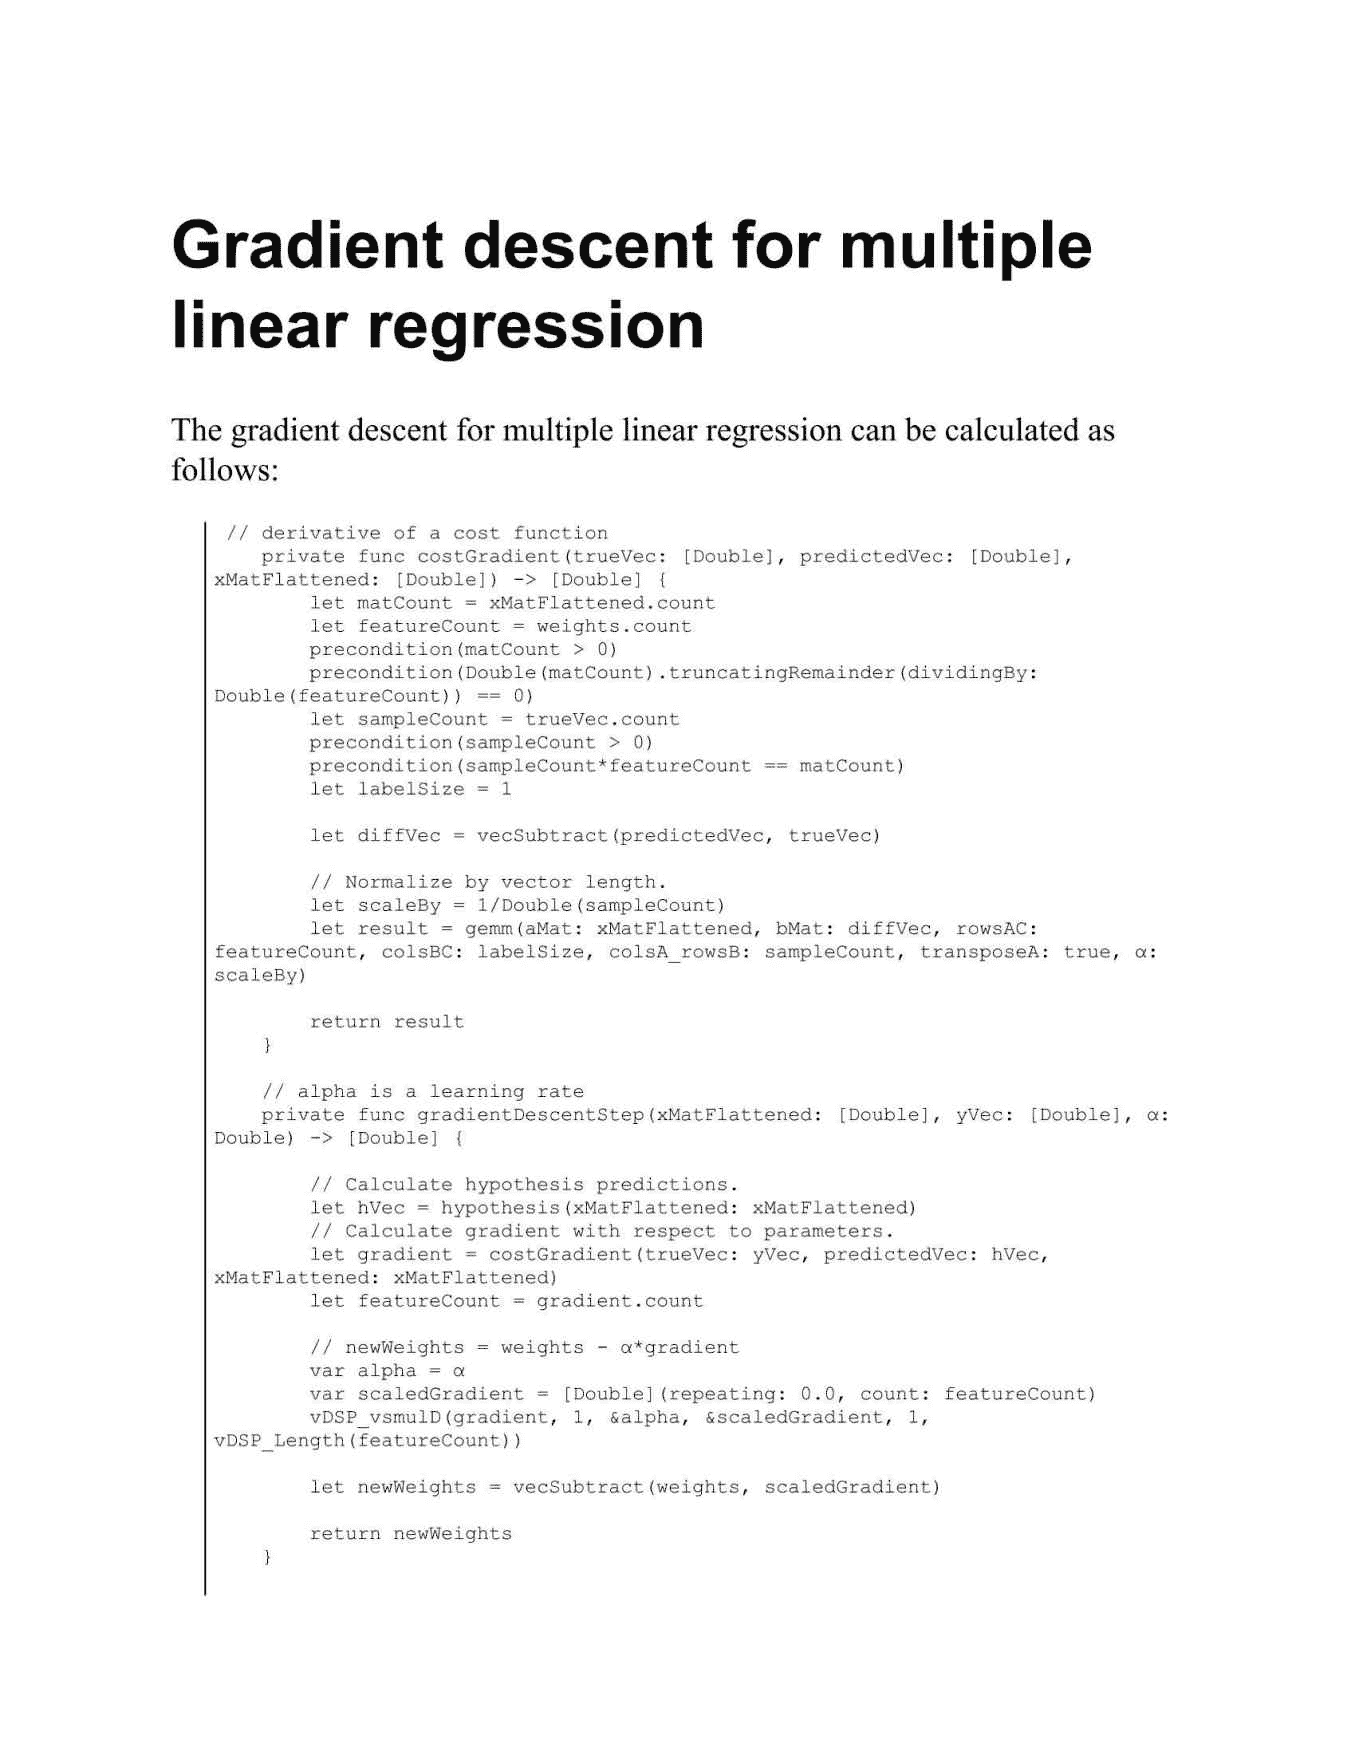 Gradient descent for multiple
linear regression
The gradient descent for multiple linear regression can be calculated as
follows:
// derivative of a cost function
private func costGradient(trueVec: [Double], predictedVec: [Double],
xMatFlattened: [Double]) -> [Double] {
let matCount = xMatFlattened.count
let featureCount = weights.count
precondition(matCount > 0)
precondition(Double(matCount).truncatingRemainder(dividingBy:
Double(featureCount)) == 0)
let sampleCount = trueVec.count
precondition(sampleCount > 0)
precondition(sampleCount*featureCount == matCount)
let labelSize = 1
let diffVec = vecSubtract(predictedVec, trueVec)
// Normalize by vector length.
let scaleBy = 1/Double(sampleCount)
let result = gemm(aMat: xMatFlattened, bMat: diffVec, rowsAC:
featureCount, colsBC: labelSize, colsA_rowsB: sampleCount, transposeA: true, α:
scaleBy)
return result
}
// alpha is a learning rate
private func gradientDescentStep(xMatFlattened: [Double], yVec: [Double], α:
Double) -> [Double] {
// Calculate hypothesis predictions.
let hVec = hypothesis(xMatFlattened: xMatFlattened)
// Calculate gradient with respect to parameters.
let gradient = costGradient(trueVec: yVec, predictedVec: hVec,
xMatFlattened: xMatFlattened)
let featureCount = gradient.count
// newWeights = weights - α*gradient
var alpha = α
var scaledGradient = [Double](repeating: 0.0, count: featureCount)
vDSP_vsmulD(gradient, 1, &alpha, &scaledGradient, 1,
vDSP_Length(featureCount))
let newWeights = vecSubtract(weights, scaledGradient)
return newWeights
}